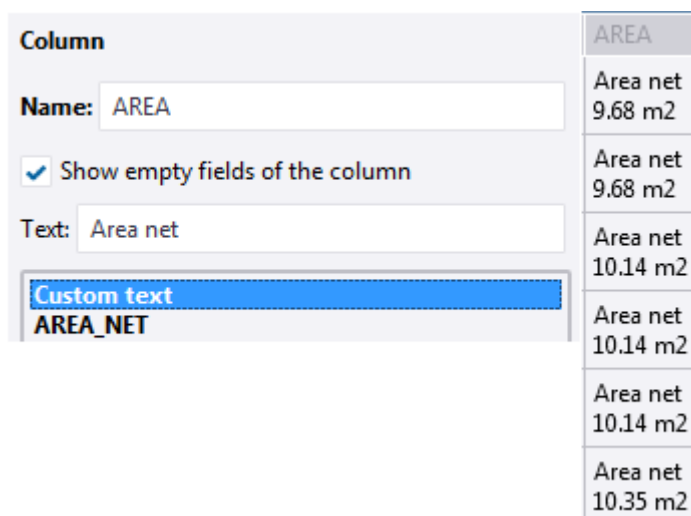 Column
Name: AREA
Show empty fields of the column
Text: Area net
Custom text
AREA_NET
AREA
Area net
9.68 m2
Area net
9.68 m2
Area net
10.14 m2
Area net
10.14 m2
Area net
10.14 m2
Area net
10.35 m2